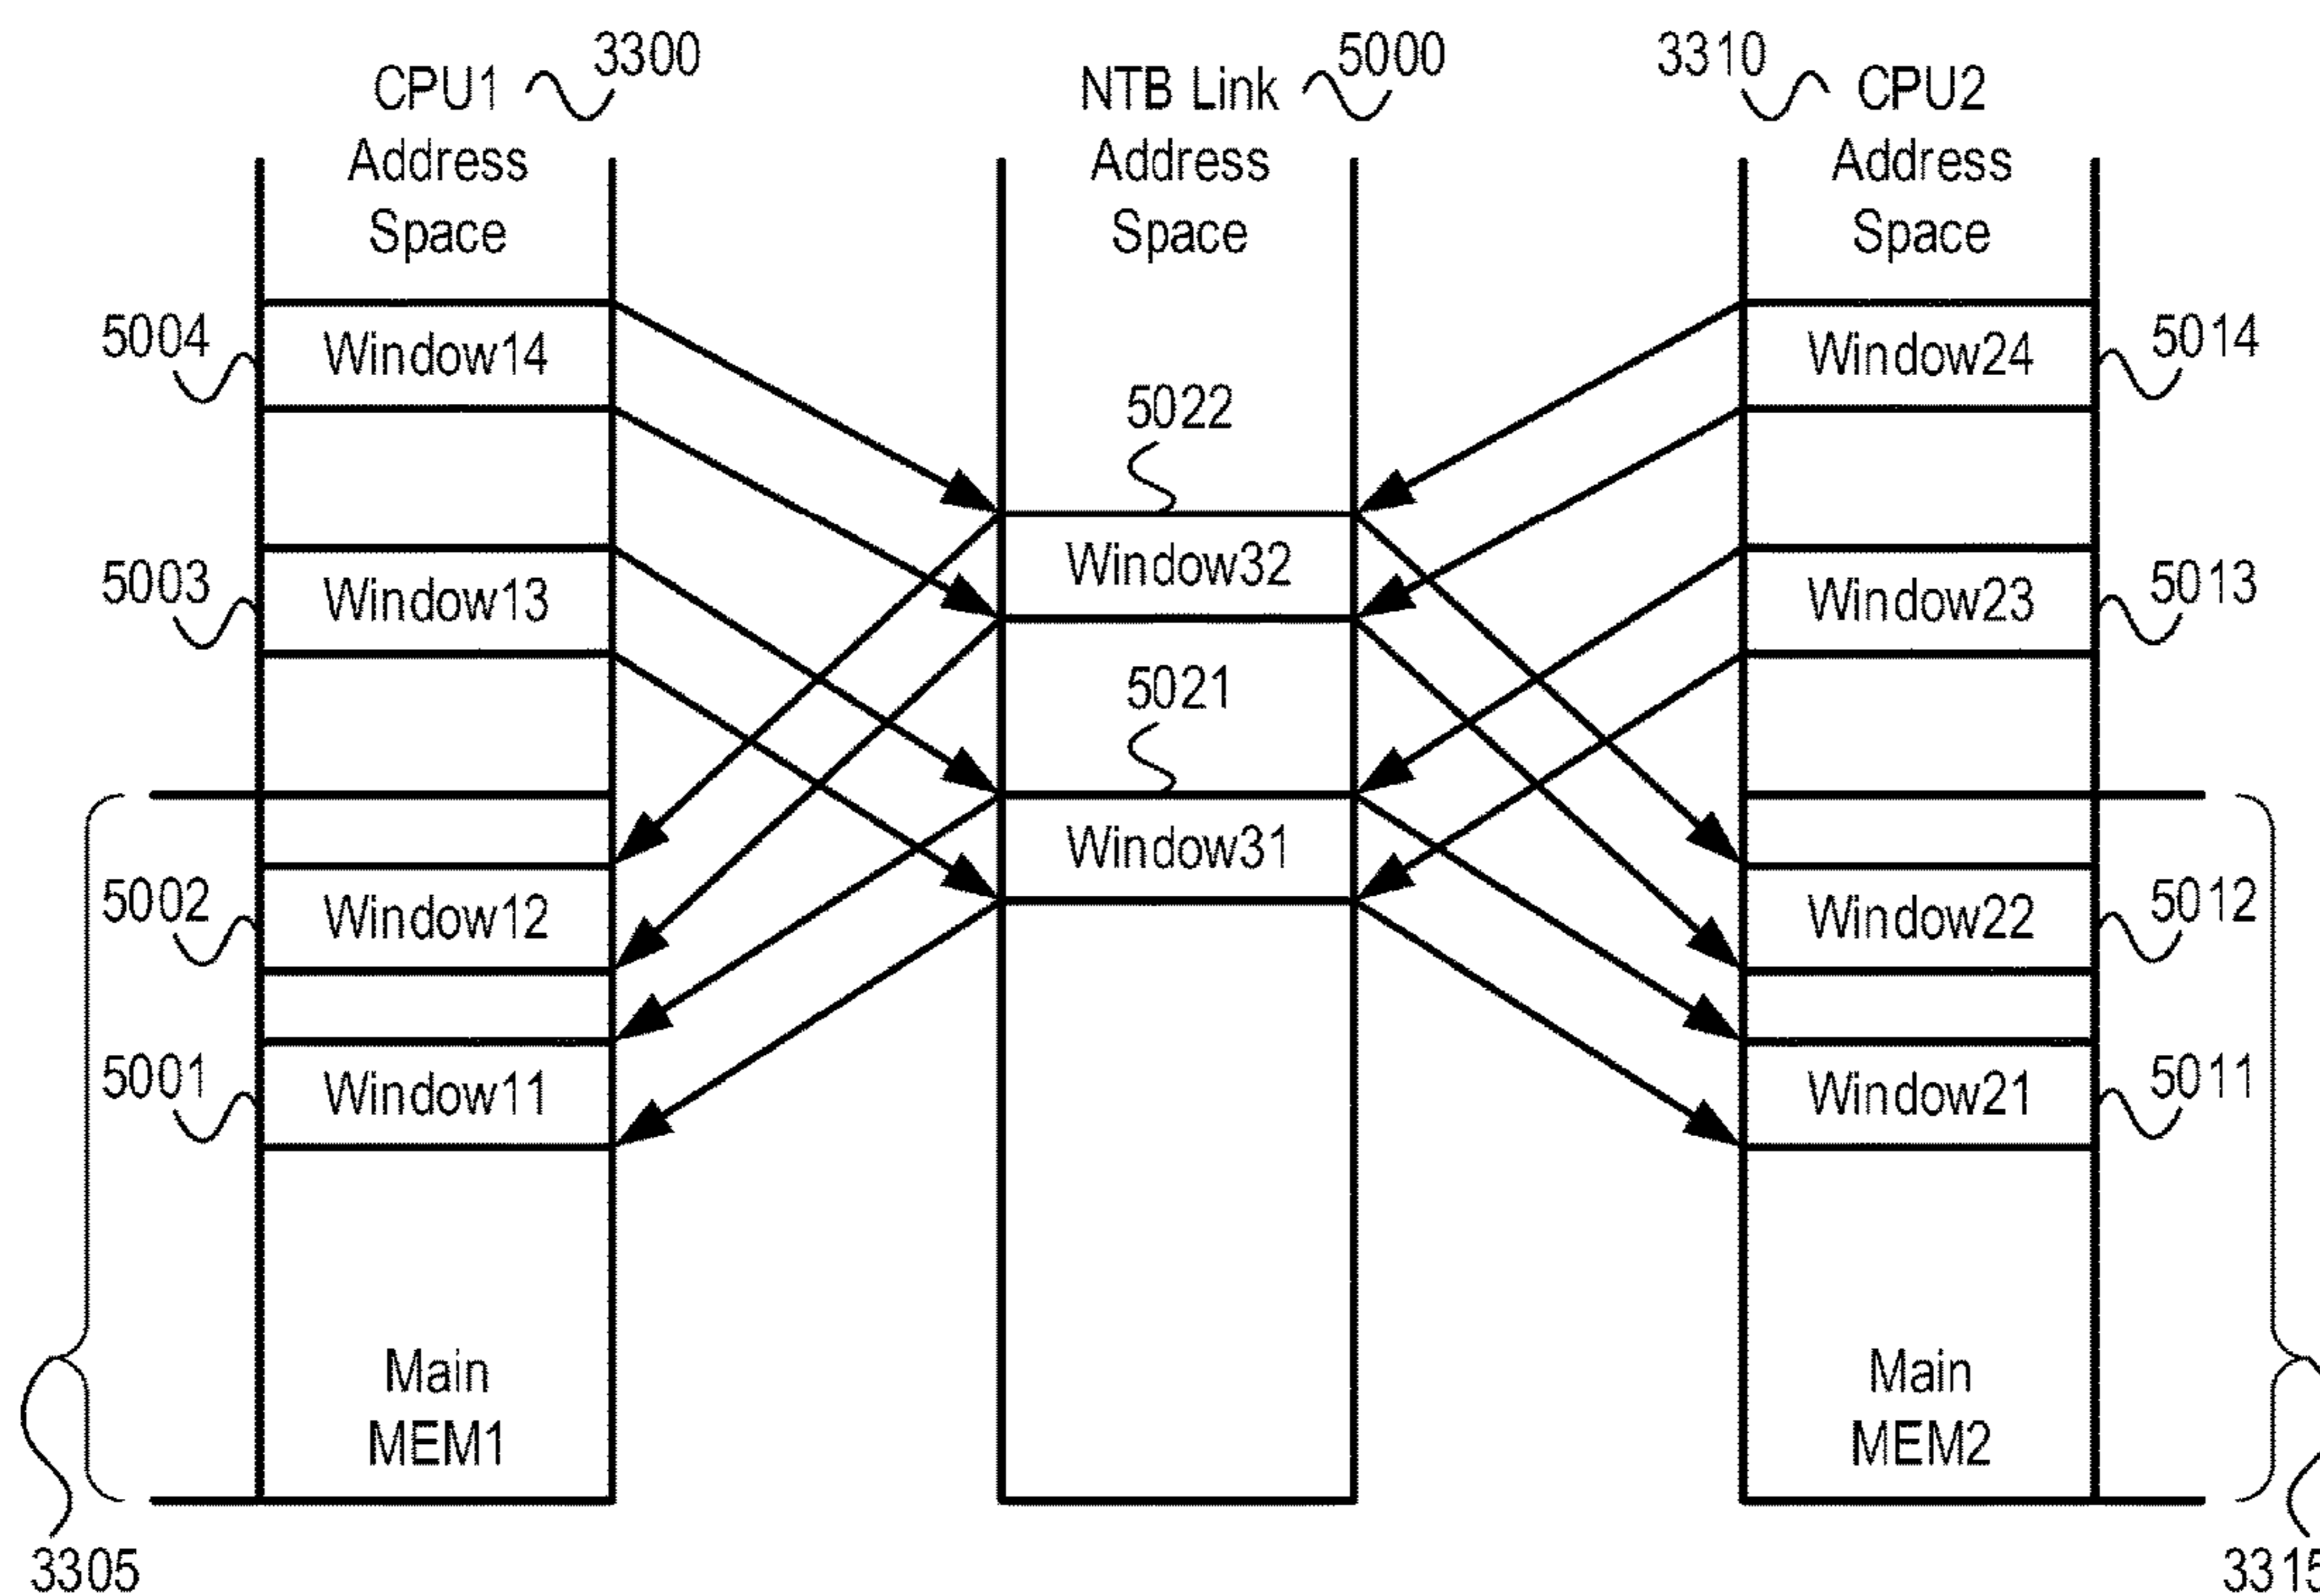 CPU1 3300
Address
Space
NTB Link 5000
Address
Space
3310 CPU2
Address
Space
5004 Window14
Window24 5014
5022
Window32
5003 Window13
Window23 5013
5021
Window31
5002 Window12
Window22 5012
5001 Window11
Window21 5011
Main
MEM1
Main
MEM2
3305
3315